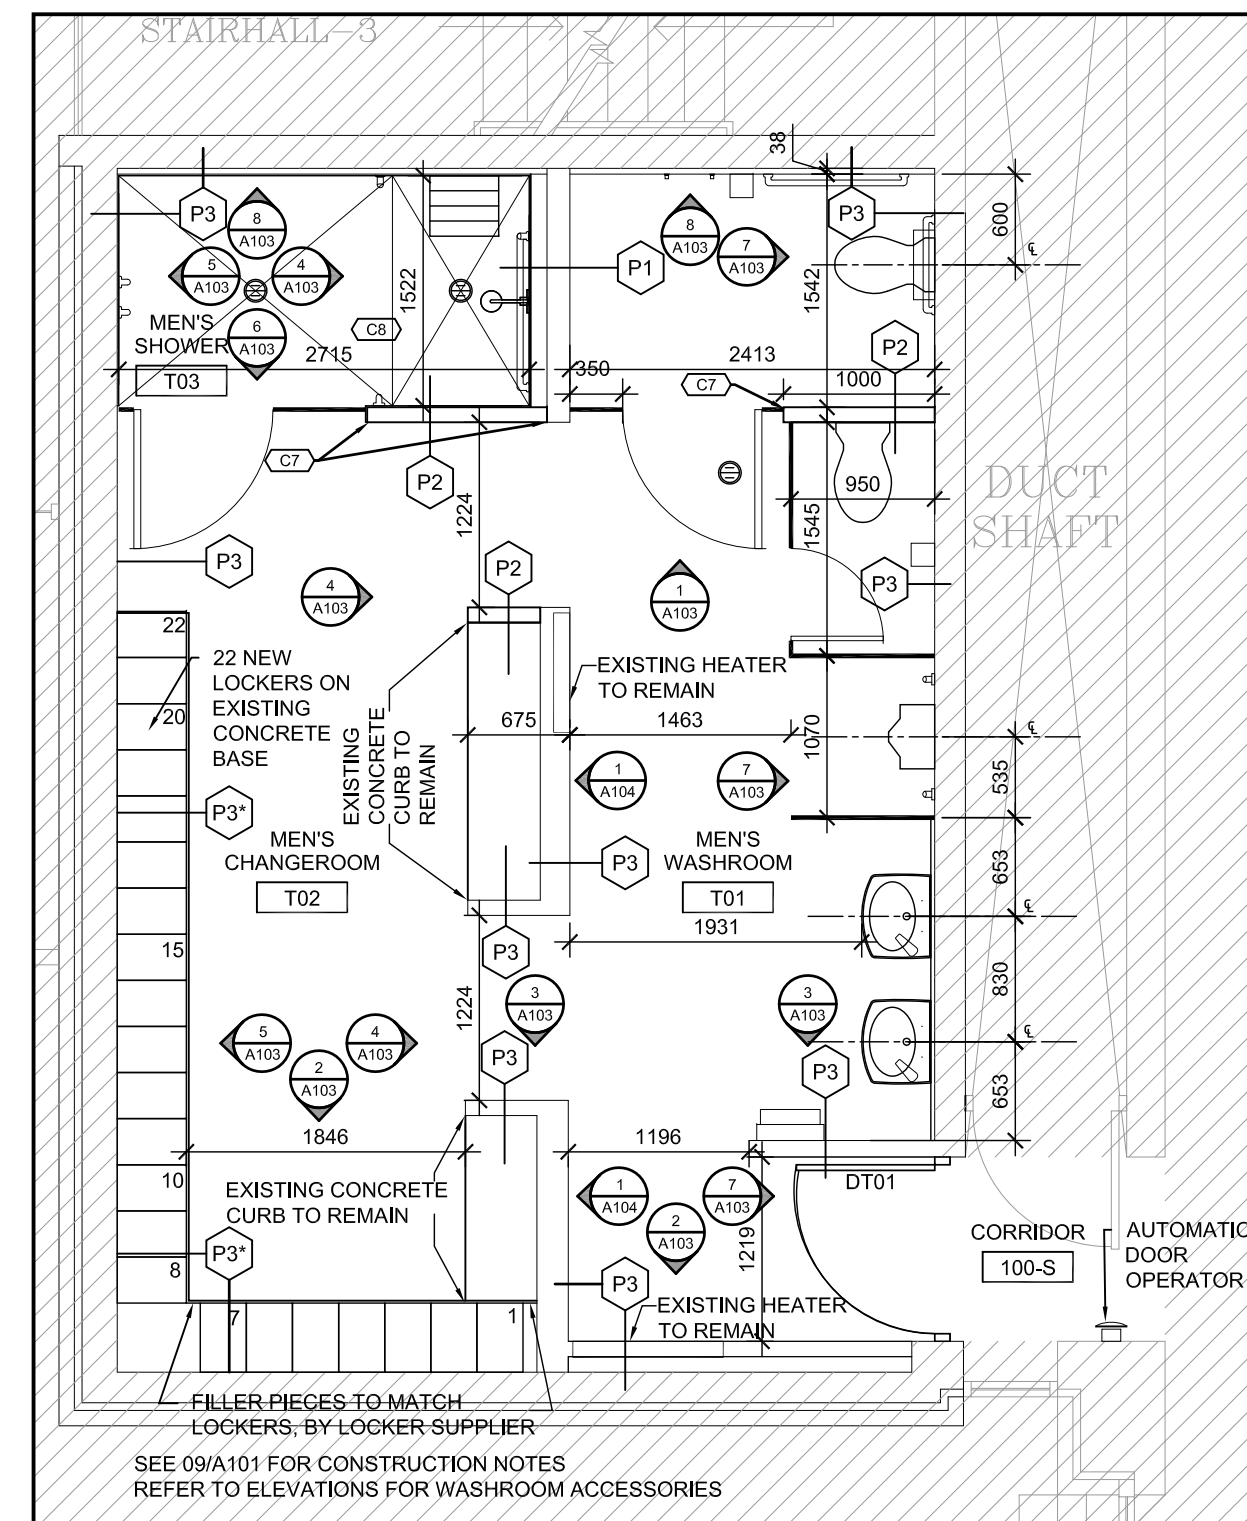 STAIRHALL-3
38
P3
P3
600
8
A103
8
A103
7
A103
5
A103
4
A103
P1
℄
1522
1542
MEN'S
SHOWER
6
A103
C8
P2
2715
2413
T03
350
C7
1000
C7
P2
950
DUCT
SHAFT
1224
1545
P3
P2
P3
4
A103
1
A103
22
22 NEW
LOCKERS ON
EXISTING
CONCRETE
BASE
EXISTING HEATER
TO REMAIN
20
EXISTING
CONCRETE
CURB TO
REMAIN
675
1463
1070
℄
535
1
A104
7
A103
P3*
MEN'S
CHANGEROOM
T02
P3
MEN'S
WASHROOM
T01
653
℄
1931
15
P3
830
1224
3
A103
3
A103
5
A103
4
A103
2
A103
P3
P3
℄
653
1846
1196
10
EXISTING CONCRETE
CURB TO REMAIN
1
A104
7
A103
2
A103
DT01
1219
CORRIDOR
100-S
AUTOMATIC
DOOR
OPERATOR
P3*
8
P3
7
1
EXISTING HEATER
TO REMAIN
FILLER PIECES TO MATCH
LOCKERS, BY LOCKER SUPPLIER
SEE 09/A101 FOR CONSTRUCTION NOTES
REFER TO ELEVATIONS FOR WASHROOM ACCESSORIES